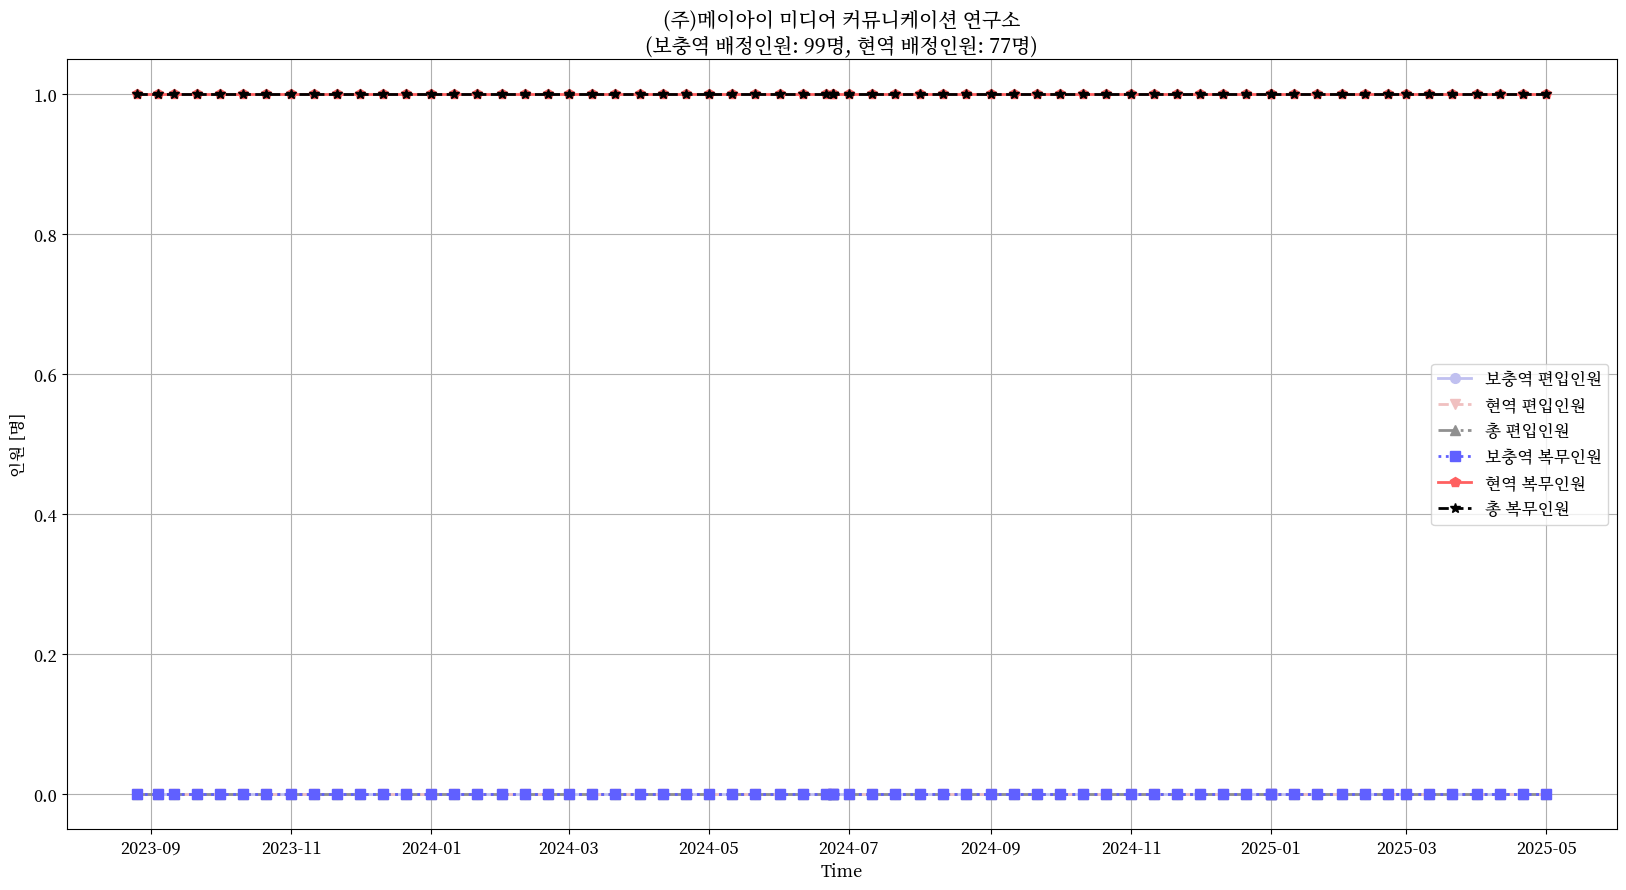 (주)메이아이 미디어 커뮤니케이션 연구소
(보충역 배정인원: 99명, 현역 배정인원: 77명)
1.0
0.8
0.6
0.4
0.2
0.0
인원 [명]
보충역 편입인원
현역 편입인원
총 편입인원
보충역 복무인원
현역 복무인원
총 복무인원
2023-09
2023-11
2024-01
2024-03
2024-05
2024-07
2024-09
2024-11
2025-01
2025-03
2025-05
Time